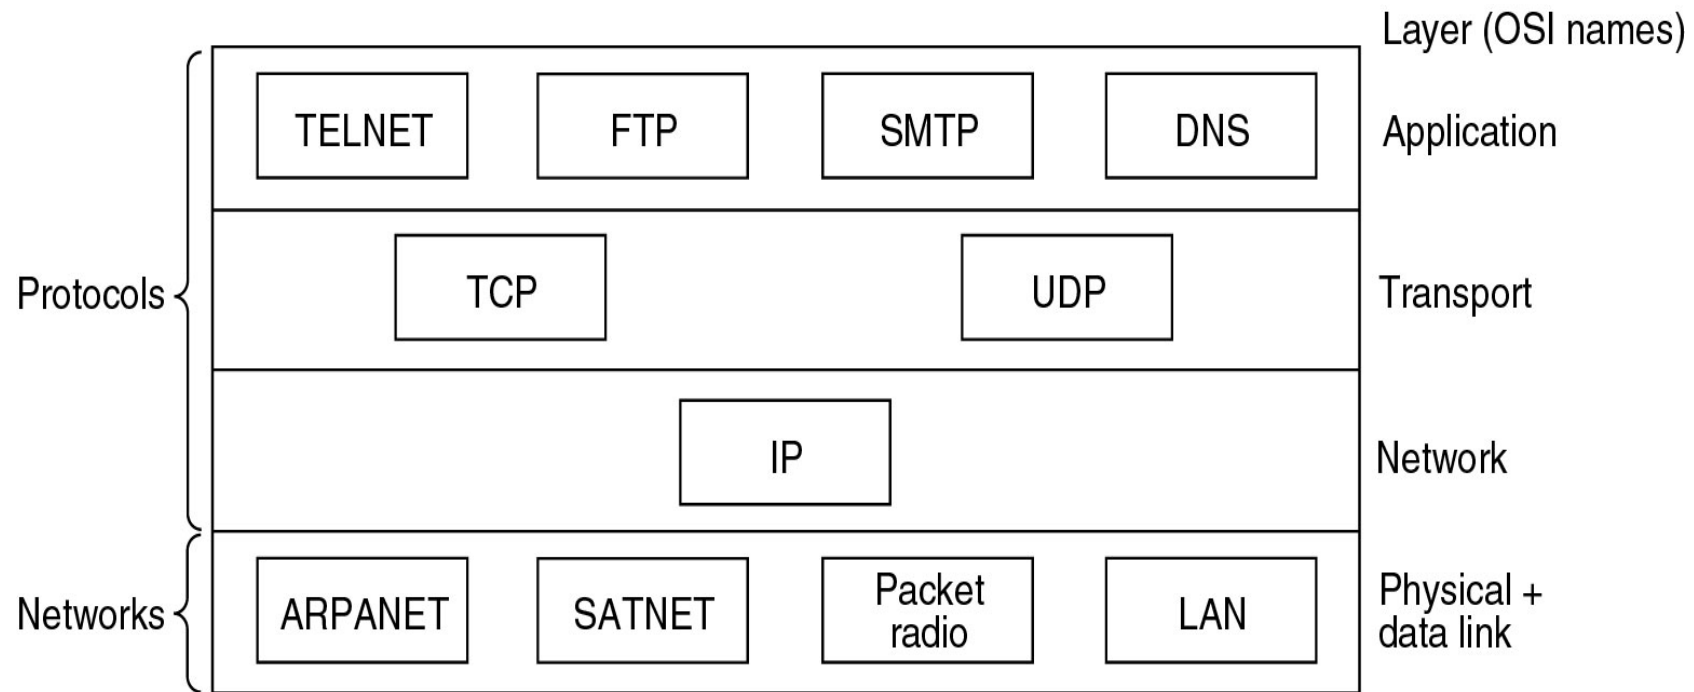 Layer (OSI names)
TELNET FTP SMTP DNS Application
Protocols TCP UDP Transport
IP Network
Networks ARPANET SATNET Packet radio LAN Physical +
data link